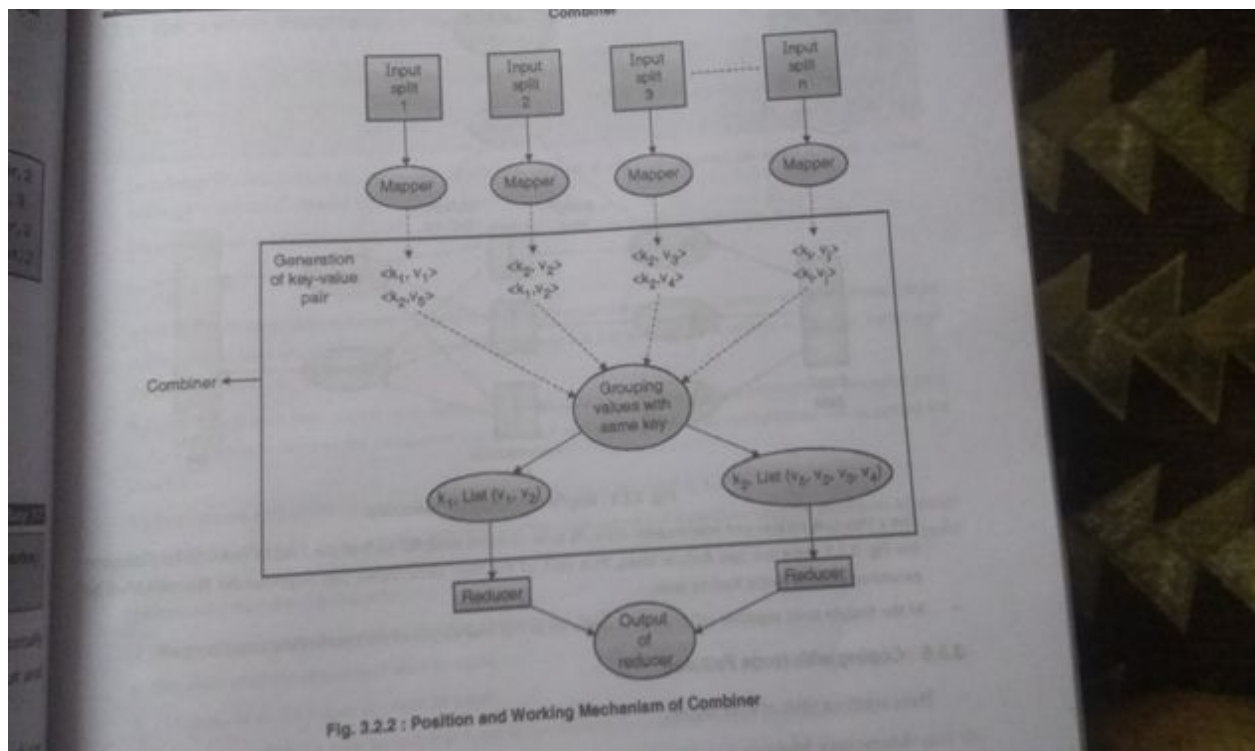 Combiner
Input
split
1
Input
split
2
Input
split
3
Input
split
n
Mapper
Mapper
Mapper
Mapper
Generation
of key-value
pair
<k₁, v₁>
<k₂,v₅>
<k₂, v₂>
<k₁,v₂>
<k₂, v₃>
<k₂,v₄>
Combiner
Grouping
values with
same key
k₁, List (v₁, v₂)
k₂, List (v₅, v₂, v₃, v₄)
Reducer
Reducer
Output
of
reducer
Fig. 3.2.2 : Position and Working Mechanism of Combiner